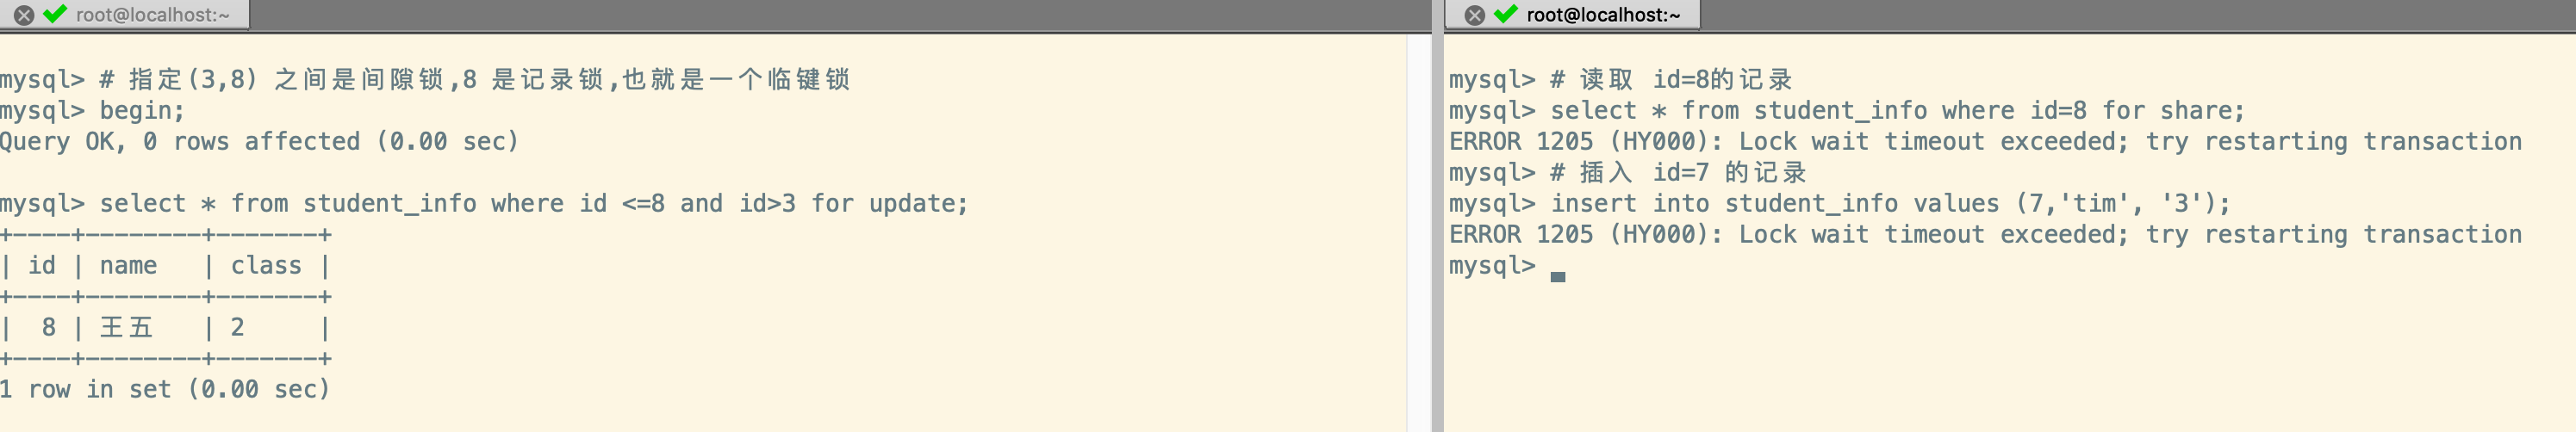 root@localhost:~
mysql> # 指定(3,8) 之间是间隙锁,8 是记录锁,也就是一个临键锁
mysql> begin;
Query OK, 0 rows affected (0.00 sec)
mysql> select * from student_info where id <=8 and id>3 for update;
+----+--------+-------+
| id | name   | class |
+----+--------+-------+
|  8 | 王五   | 2     |
+----+--------+-------+
1 row in set (0.00 sec)
root@localhost:~
mysql> # 读取 id=8的记录
mysql> select * from student_info where id=8 for share;
ERROR 1205 (HY000): Lock wait timeout exceeded; try restarting transaction
mysql> # 插入 id=7 的记录
mysql> insert into student_info values (7,'tim', '3');
ERROR 1205 (HY000): Lock wait timeout exceeded; try restarting transaction
mysql>